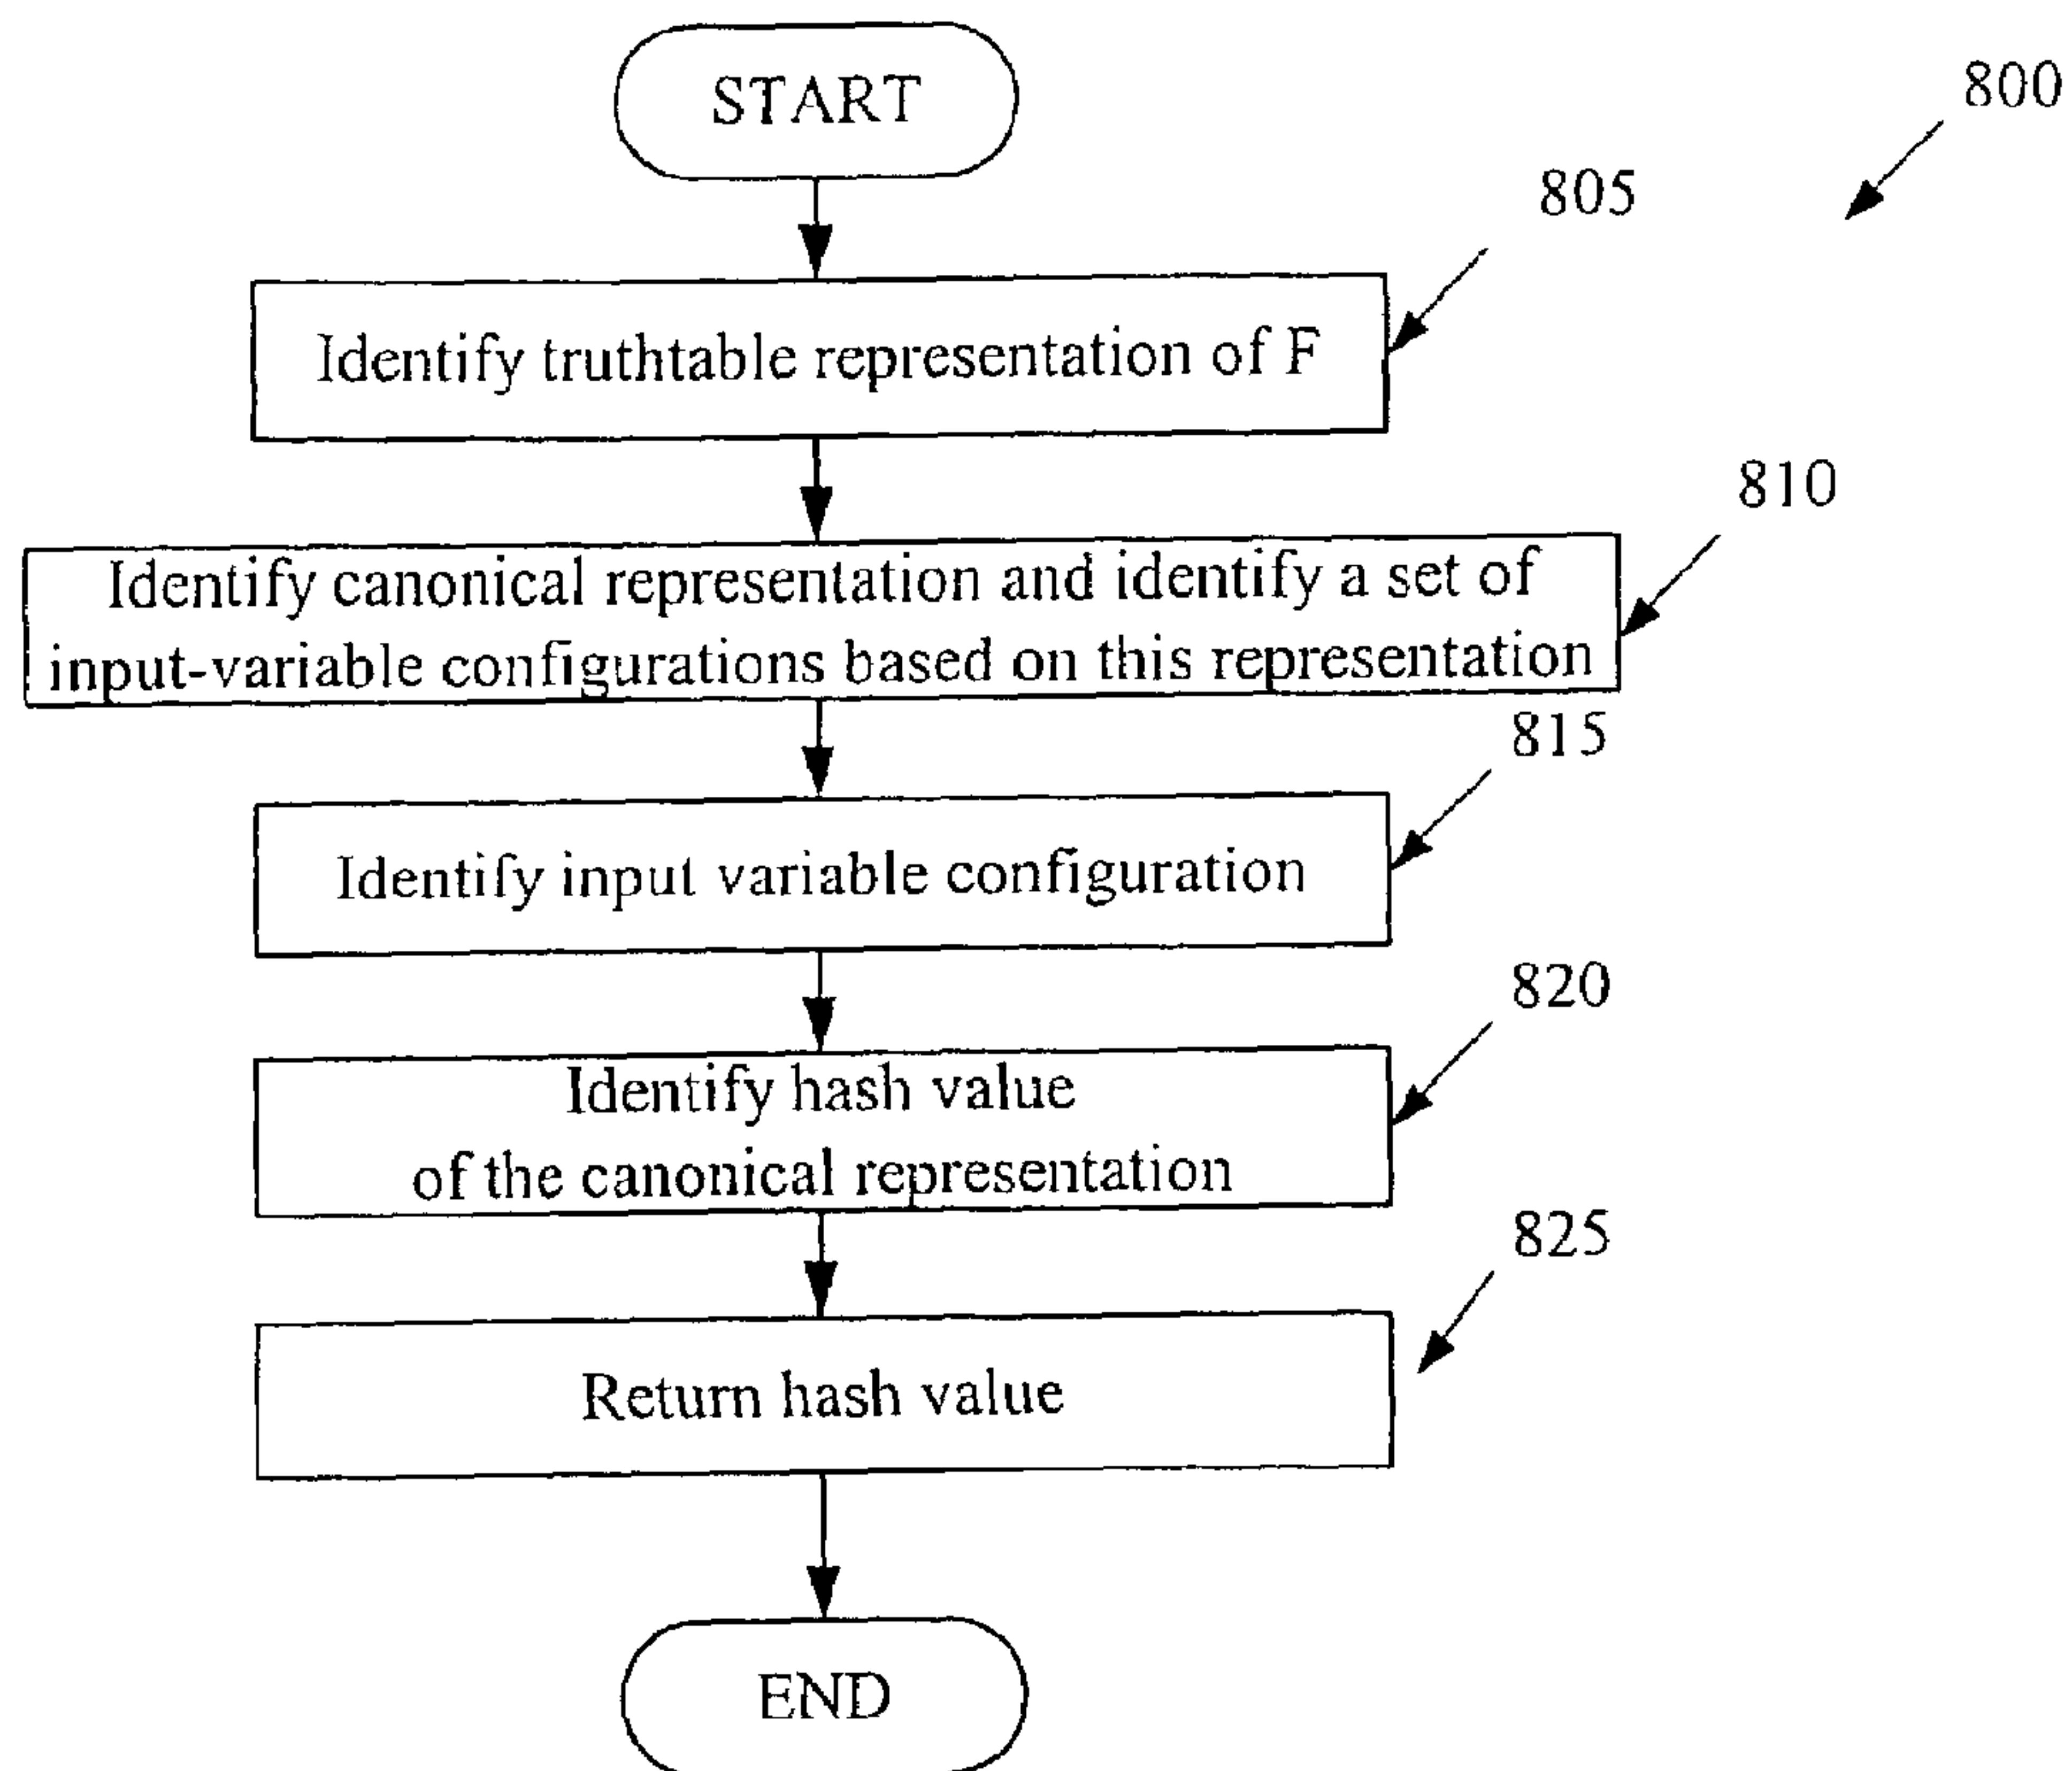 START
800
805
Identify truthtable representation of F
810
Identify canonical representation and identify a set of
input-variable configurations based on this representation
815
Identify input variable configuration
820
Identify hash value
of the canonical representation
825
Return hash value
END